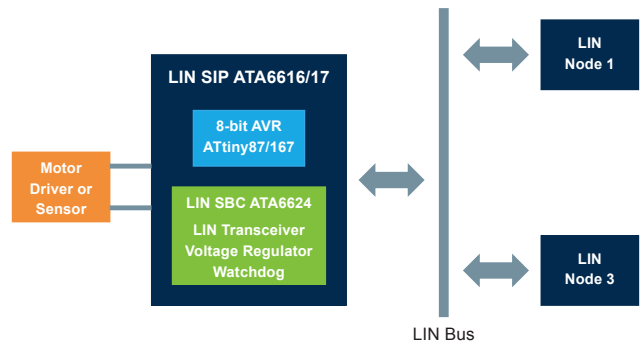 LIN SIP ATA6616/17
8-bit AVR
ATtiny87/167
Motor
Driver or
Sensor
LIN SBC ATA6624
LIN Transceiver
Voltage Regulator
Watchdog
LIN
Node 1
LIN
Node 3
LIN Bus